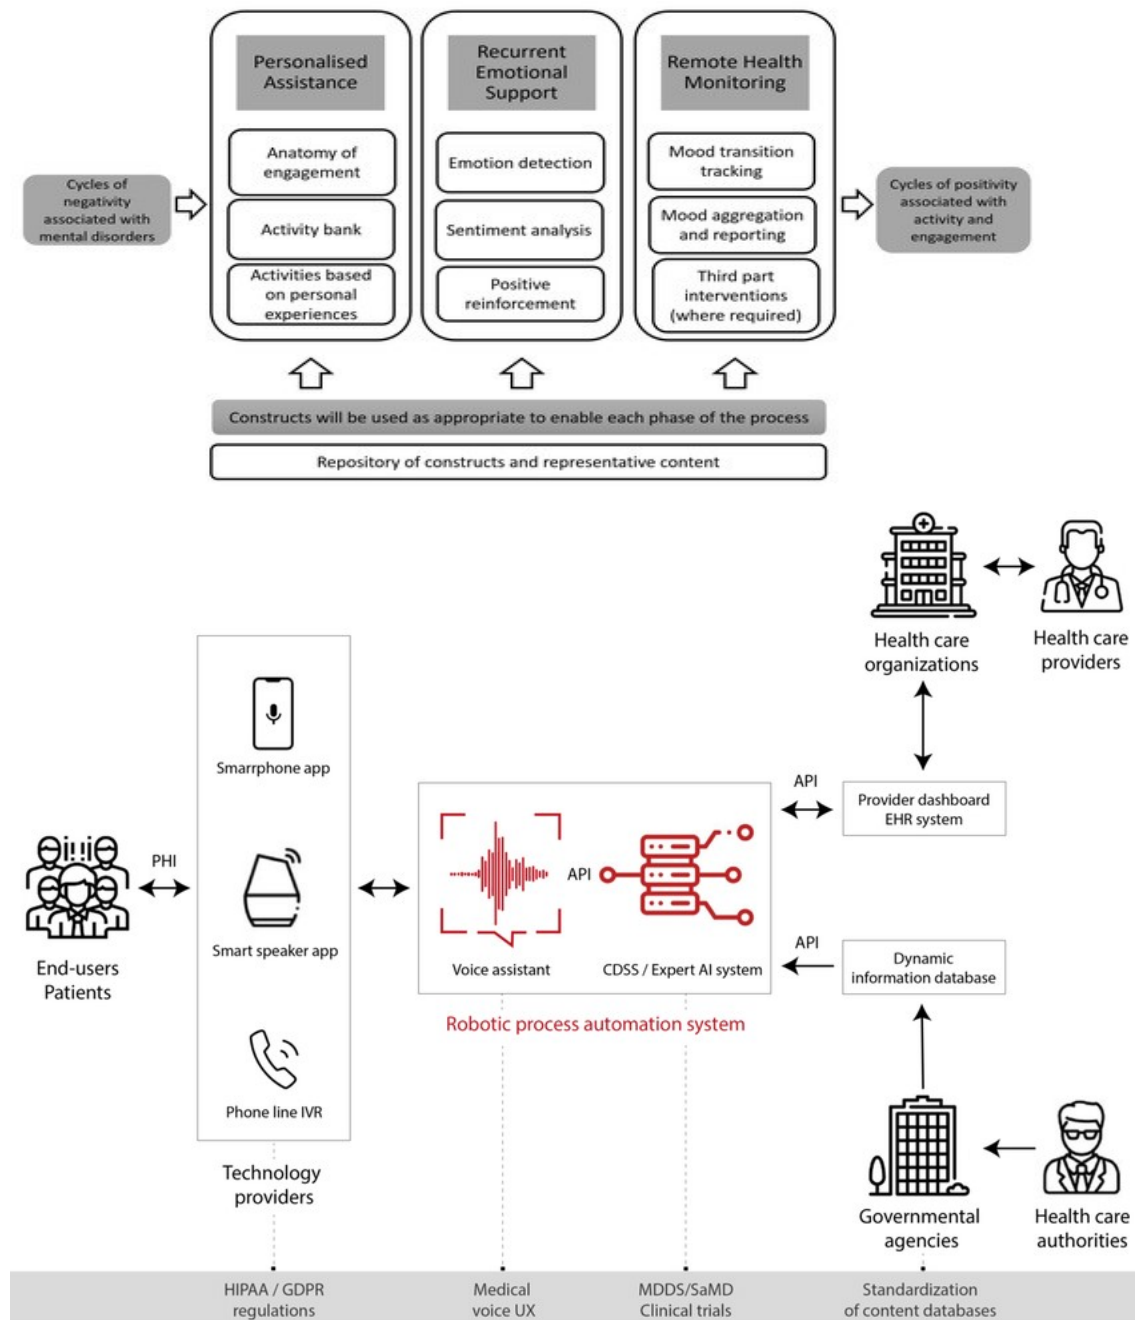 Personalised
Assistance
Anatomy of
engagement
Activity bank
Activities based
on personal
experiences
Recurrent
Emotional
Support
Emotion detection
Sentiment analysis
Positive
reinforcement
Remote Health
Monitoring
Mood transition
tracking
Mood aggregation
and reporting
Third part
interventions
(where required)
Cycles of
negativity
associated with
mental disorders
Cycles of positivity
associated with
activity and
engagement
Constructs will be used as appropriate to enable each phase of the process
Repository of constructs and representative content
Health care
organizations
Health care
providers
Smarrphone app
API
Provider dashboard
EHR system
PHI
API
Smart speaker app
Voice assistant
CDSS / Expert AI system
API
Dynamic
information database
End-users
Patients
Robotic process automation system
Phone line IVR
Technology
providers
Governmental
agencies
Health care
authorities
HIPAA / GDPR
regulations
Medical
voice UX
MDDS/SaMD
Clinical trials
Standardization
of content databases